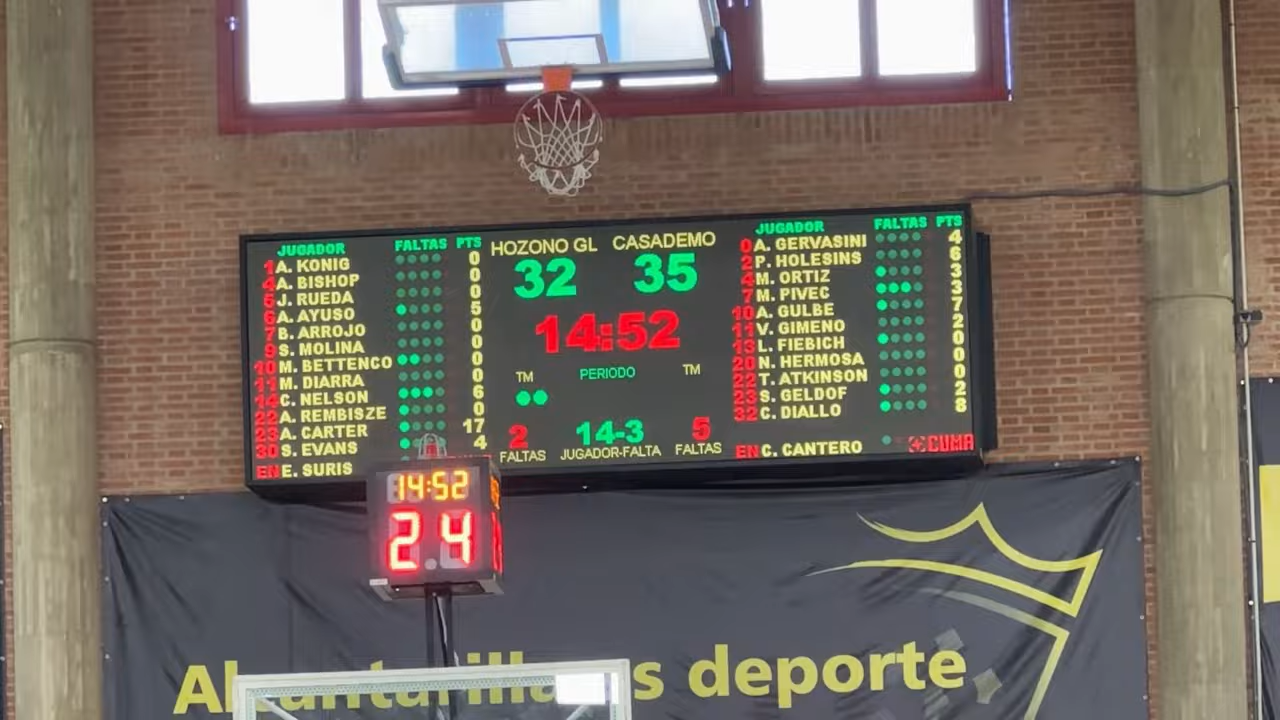 JUGADOR FALTAS PTS
1 A. KONIG 0
4 A. BISHOP 0
5 J. RUEDA 0
6 A. AYUSO 5
7 B. ARROJO 0
9 S. MOLINA 0
10 M. BETTENCO 0
11 M. DIARRA 0
14 C. NELSON 6
22 A. REMBISZE 0
23 A. CARTER 17
30 S. EVANS 4
EN E. SURIS
HOZONO GL CASADEMO
32 35
14:52
TM PERIODO TM
2 14-3 5
FALTAS JUGADOR-FALTA FALTAS
JUGADOR FALTAS PTS
0 A. GERVASINI 4
2 P. HOLESINS 6
4 M. ORTIZ 3
7 M. PIVEC 3
10 A. GULBE 7
11 V. GIMENO 2
13 L. FIEBICH 0
20 N. HERMOSA 0
22 T. ATKINSON 0
23 S. GELDOF 2
32 C. DIALLO 8
EN C. CANTERO
CUMA
14:52
24
Alcantarilla es deporte